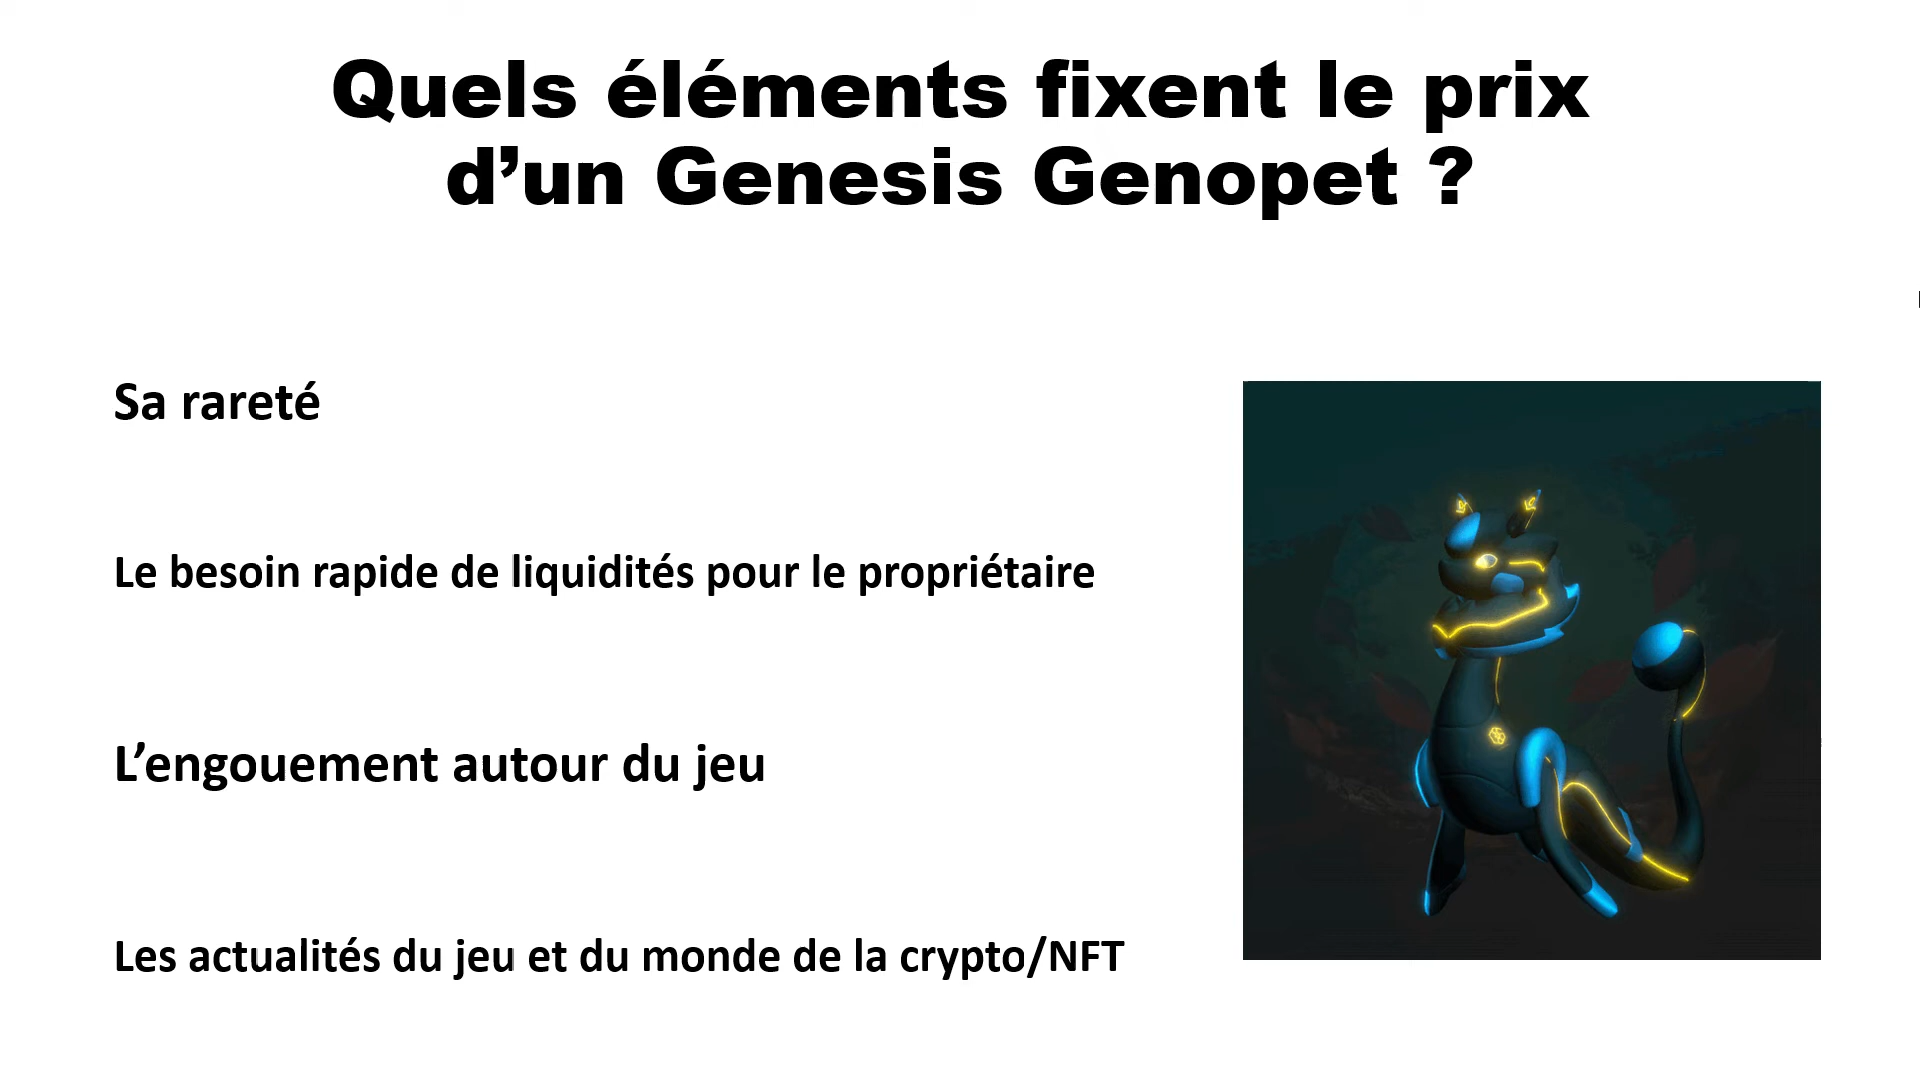 Quels éléments fixent le prix
d’un Genesis Genopet ?
Sa rareté
Le besoin rapide de liquidités pour le propriétaire
L’engouement autour du jeu
Les actualités du jeu et du monde de la crypto/NFT